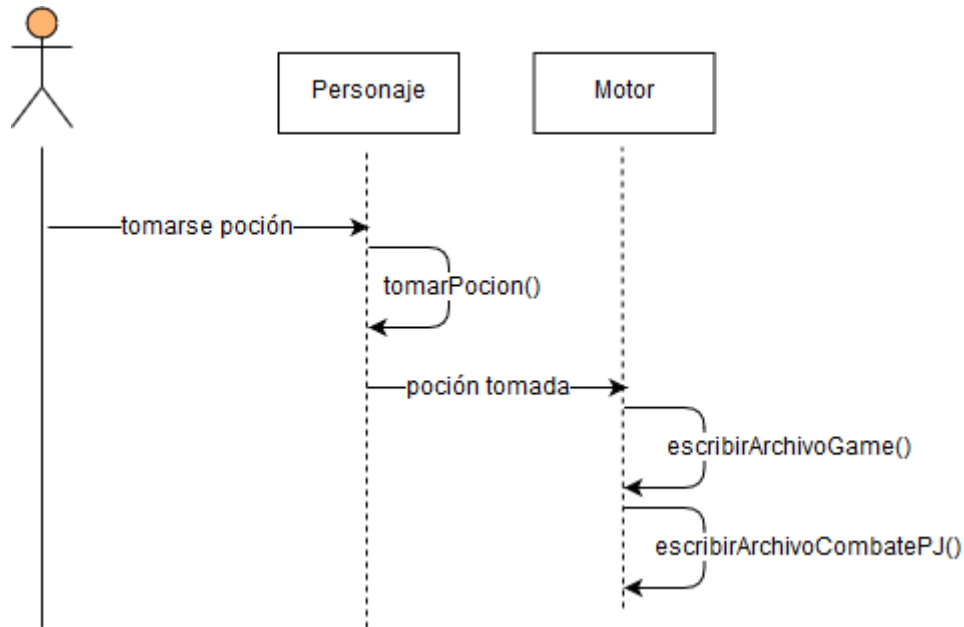 Personaje
Motor
tomarse poción
tomarPocion()
poción tomada
escribirArchivoGame()
escribirArchivoCombatePJ()